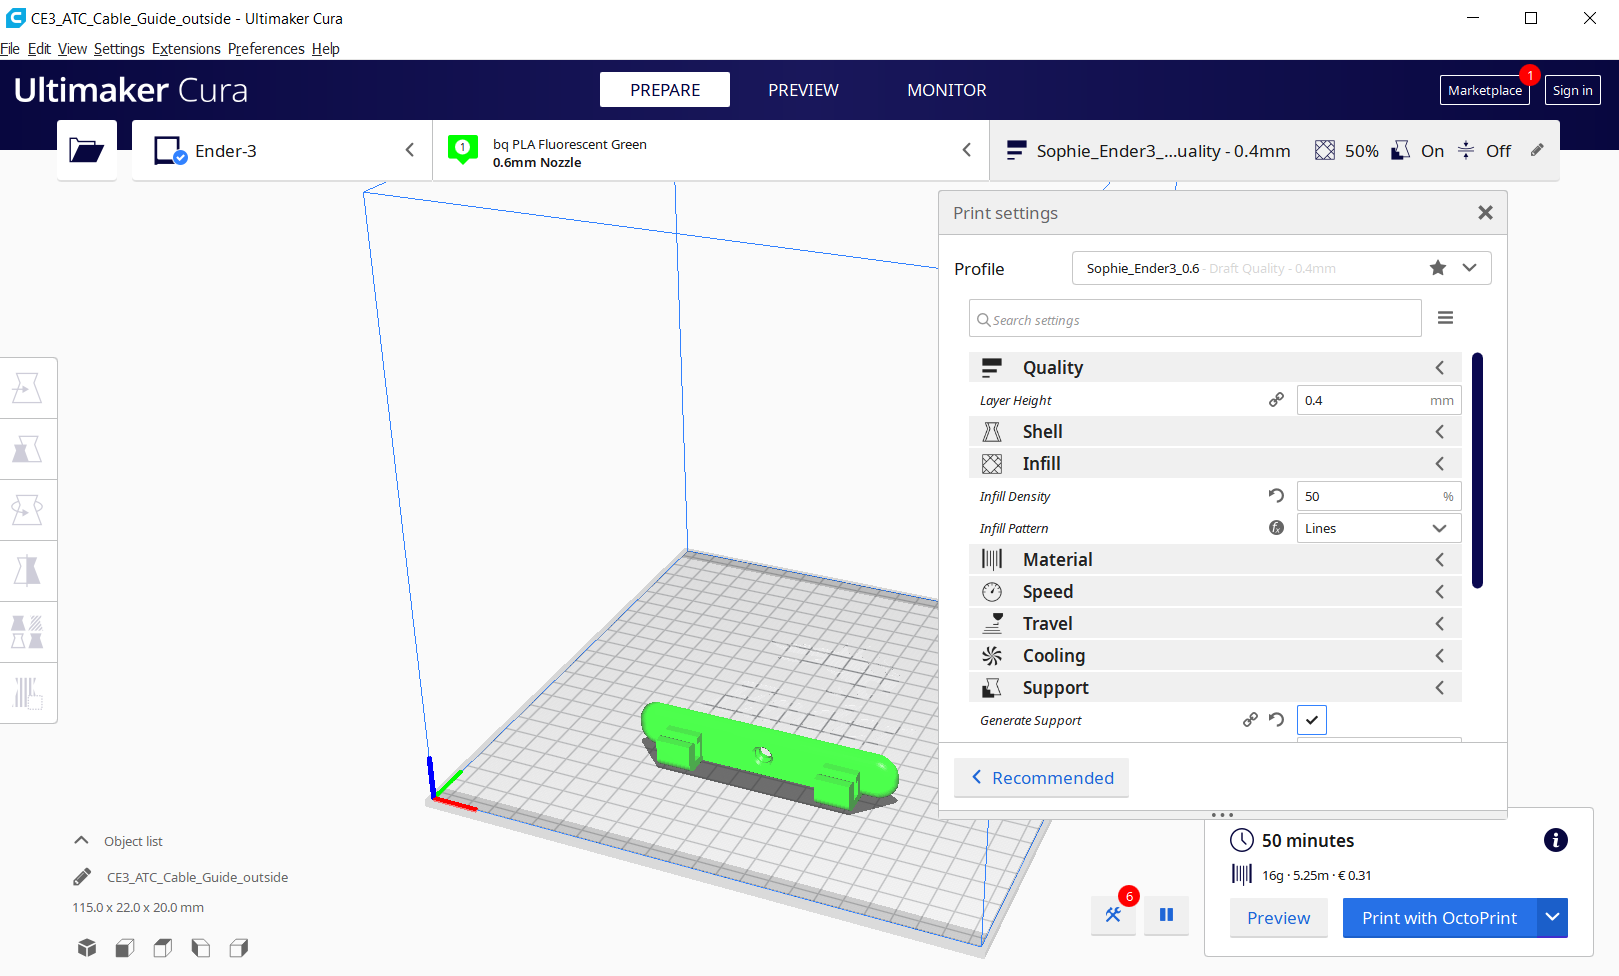 CE3_ATC_Cable_Guide_outside - Ultimaker Cura
File Edit View Settings Extensions Preferences Help
Ultimaker Cura
PREPARE
PREVIEW
MONITOR
Marketplace
1
Sign in
Ender-3
1
bq PLA Fluorescent Green
0.6mm Nozzle
Sophie_Ender3_...uality - 0.4mm
50%
On
Off
Print settings
Profile
Sophie_Ender3_0.6 - Draft Quality - 0.4mm
Search settings
Quality
Layer Height
0.4 mm
Shell
Infill
Infill Density
50 %
Infill Pattern
Lines
Material
Speed
Travel
Cooling
Support
Generate Support
Recommended
Object list
CE3_ATC_Cable_Guide_outside
115.0 x 22.0 x 20.0 mm
6
50 minutes
16g · 5.25m · € 0.31
Preview
Print with OctoPrint